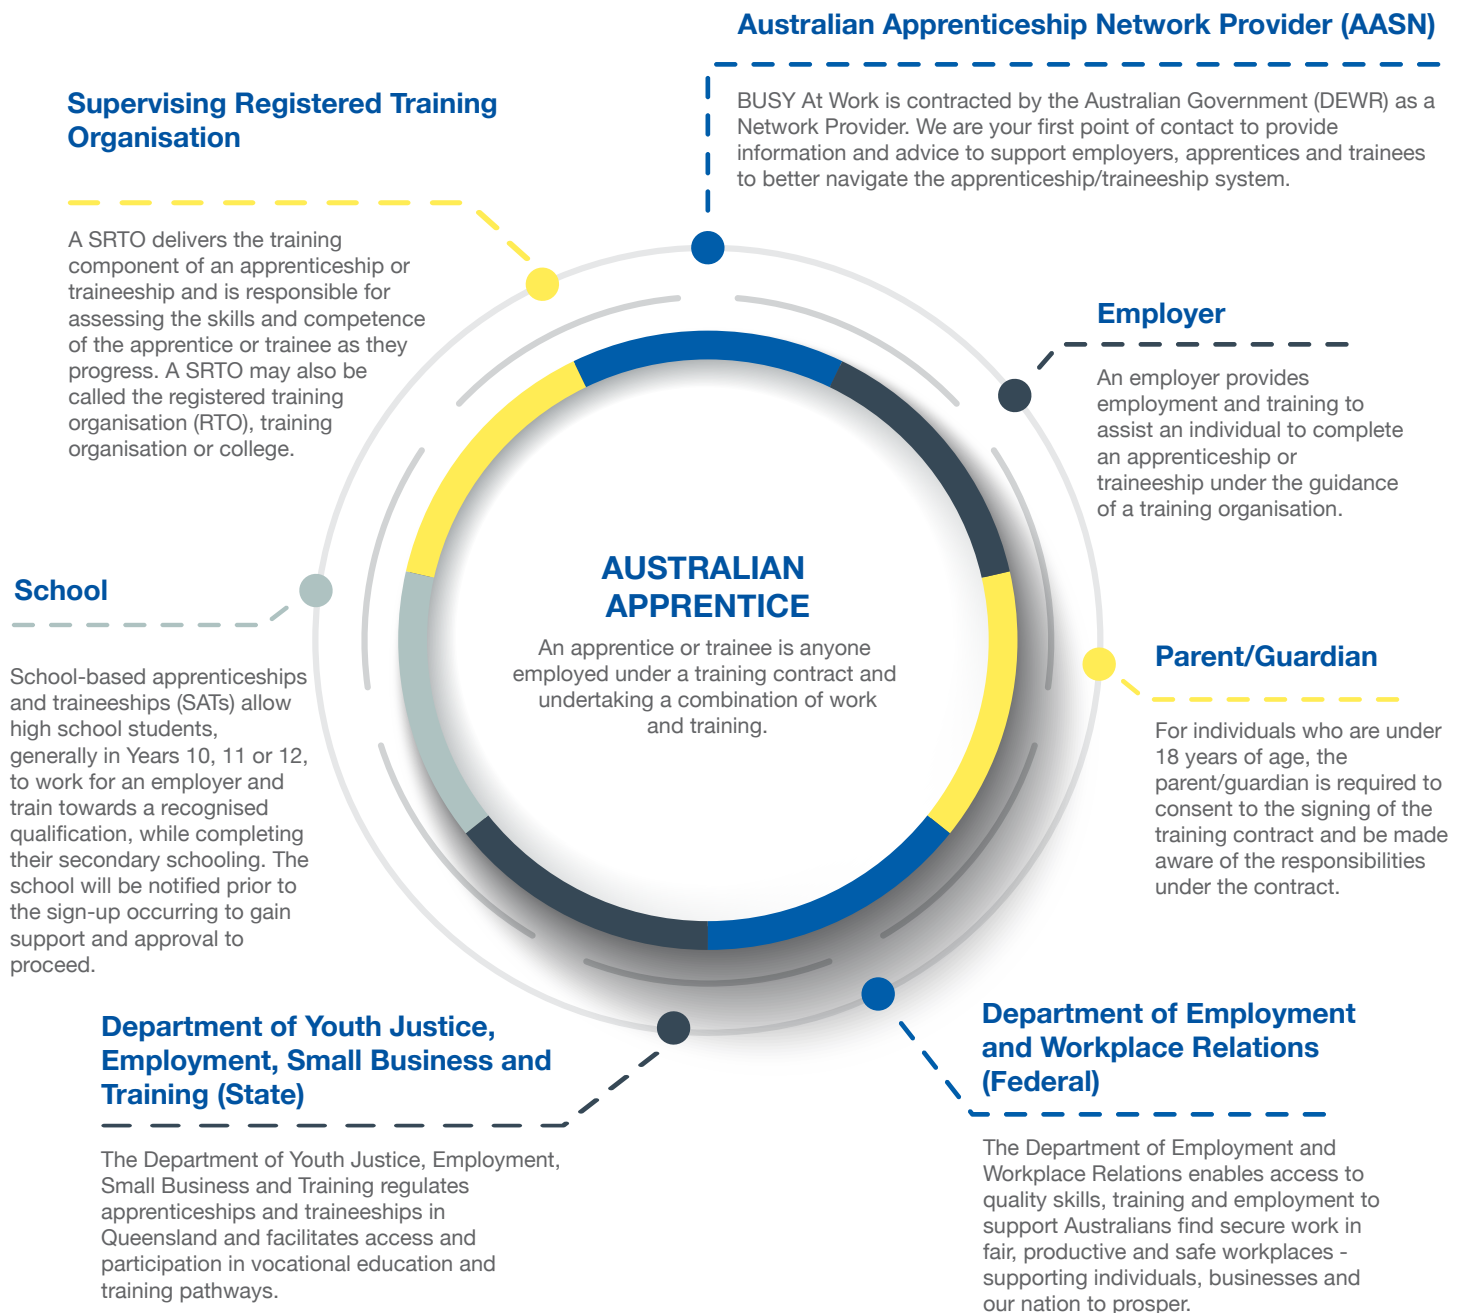 Australian Apprenticeship Network Provider (AASN)
BUSY At Work is contracted by the Australian Government (DEWR) as a
Network Provider. We are your first point of contact to provide
information and advice to support employers, apprentices and trainees
to better navigate the apprenticeship/traineeship system.
Supervising Registered Training
Organisation
A SRTO delivers the training
component of an apprenticeship or
traineeship and is responsible for
assessing the skills and competence
of the apprentice or trainee as they
progress. A SRTO may also be
called the registered training
organisation (RTO), training
organisation or college.
Employer
An employer provides
employment and training to
assist an individual to complete
an apprenticeship or
traineeship under the guidance
of a training organisation.
AUSTRALIAN
APPRENTICE
An apprentice or trainee is anyone
employed under a training contract and
undertaking a combination of work
and training.
School
School-based apprenticeships
and traineeships (SATs) allow
high school students,
generally in Years 10, 11 or 12,
to work for an employer and
train towards a recognised
qualification, while completing
their secondary schooling. The
school will be notified prior to
the sign-up occurring to gain
support and approval to
proceed.
Parent/Guardian
For individuals who are under
18 years of age, the
parent/guardian is required to
consent to the signing of the
training contract and be made
aware of the responsibilities
under the contract.
Department of Youth Justice,
Employment, Small Business and
Training (State)
The Department of Youth Justice, Employment,
Small Business and Training regulates
apprenticeships and traineeships in
Queensland and facilitates access and
participation in vocational education and
training pathways.
Department of Employment
and Workplace Relations
(Federal)
The Department of Employment and
Workplace Relations enables access to
quality skills, training and employment to
support Australians find secure work in
fair, productive and safe workplaces -
supporting individuals, businesses and
our nation to prosper.